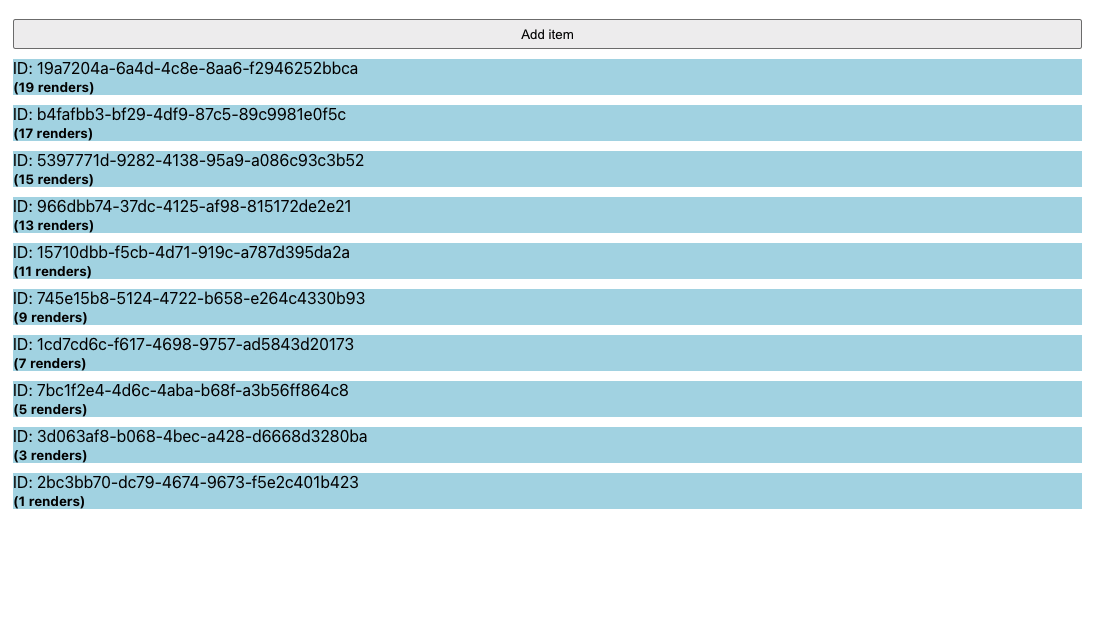 Add item
ID: 19a7204a-6a4d-4c8e-8aa6-f2946252bbca
(19 renders)
ID: b4fafbb3-bf29-4df9-87c5-89c9981e0f5c
(17 renders)
ID: 5397771d-9282-4138-95a9-a086c93c3b52
(15 renders)
ID: 966dbb74-37dc-4125-af98-815172de2e21
(13 renders)
ID: 15710dbb-f5cb-4d71-919c-a787d395da2a
(11 renders)
ID: 745e15b8-5124-4722-b658-e264c4330b93
(9 renders)
ID: 1cd7cd6c-f617-4698-9757-ad5843d20173
(7 renders)
ID: 7bc1f2e4-4d6c-4aba-b68f-a3b56ff864c8
(5 renders)
ID: 3d063af8-b068-4bec-a428-d6668d3280ba
(3 renders)
ID: 2bc3bb70-dc79-4674-9673-f5e2c401b423
(1 renders)